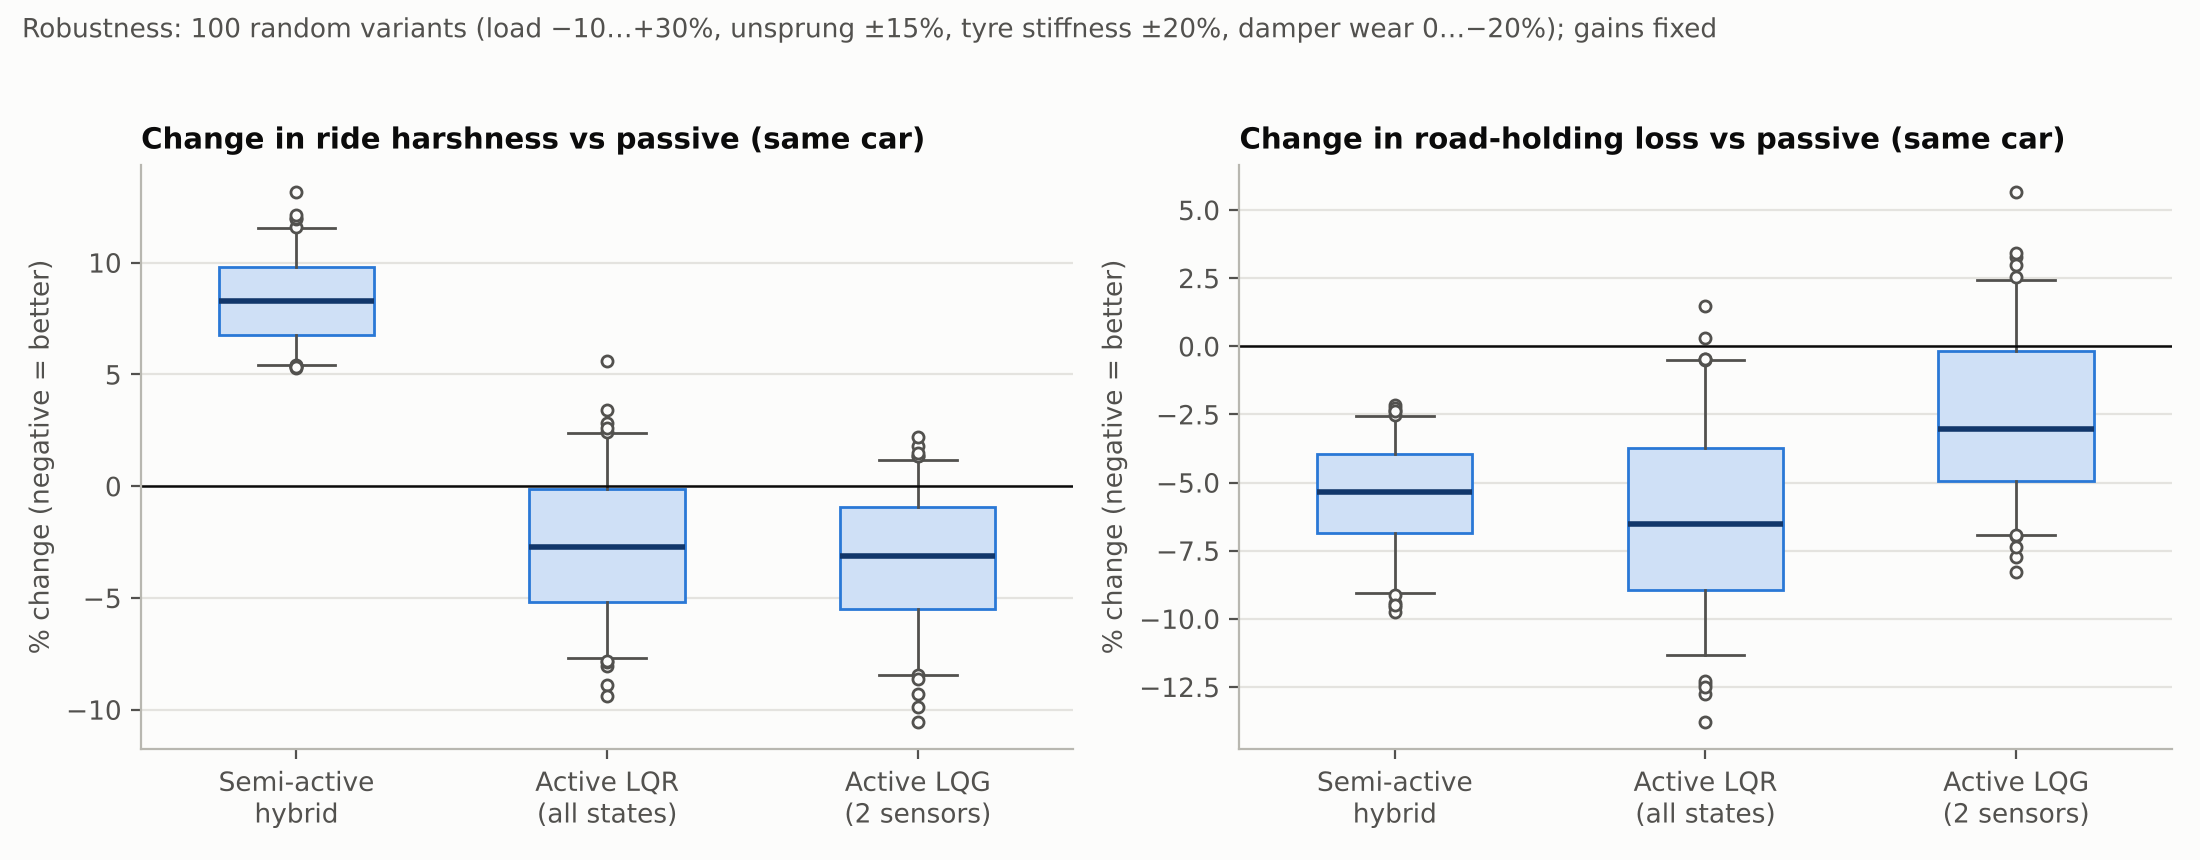 Robustness: 100 random variants (load −10…+30%, unsprung ±15%, tyre stiffness ±20%, damper wear 0…−20%); gains fixed
Change in ride harshness vs passive (same car)
% change (negative = better)
10
5
0
−5
−10
Semi-active
hybrid
Active LQR
(all states)
Active LQG
(2 sensors)
Change in road-holding loss vs passive (same car)
% change (negative = better)
5.0
2.5
0.0
−2.5
−5.0
−7.5
−10.0
−12.5
Semi-active
hybrid
Active LQR
(all states)
Active LQG
(2 sensors)